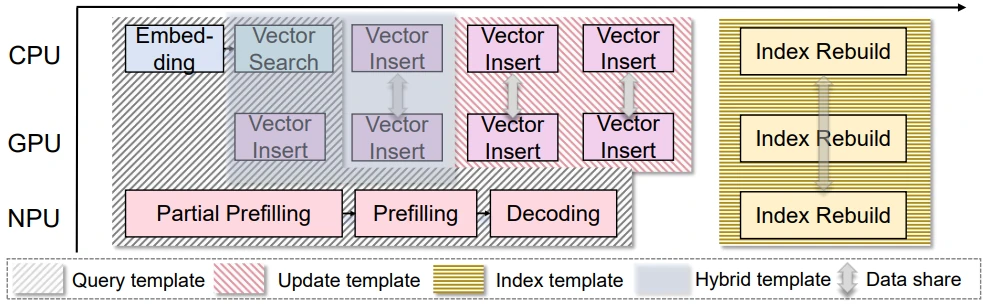 CPU
Embed-
ding
Vector
Search
Vector
Insert
Vector
Insert
Vector
Insert
Index Rebuild
GPU
Vector
Insert
Vector
Insert
Vector
Insert
Vector
Insert
Index Rebuild
NPU
Partial Prefilling
Prefilling
Decoding
Index Rebuild
Query template
Update template
Index template
Hybrid template
Data share